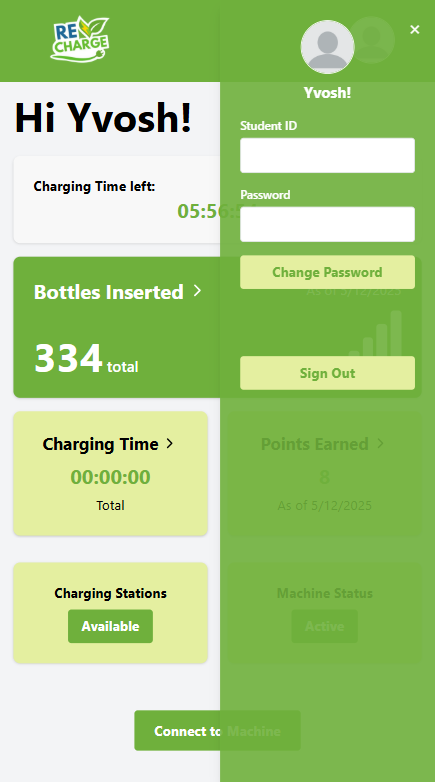 RE
CHARGE
×
Yvosh!
Hi Yvosh!
Student ID
Charging Time left:
05:56:5
Password
Change Password
As of 5/12/2025
Bottles Inserted >
334 total
Sign Out
Charging Time >
00:00:00
Total
Points Earned >
8
As of 5/12/2025
Charging Stations
Available
Machine Status
Active
Connect to Machine